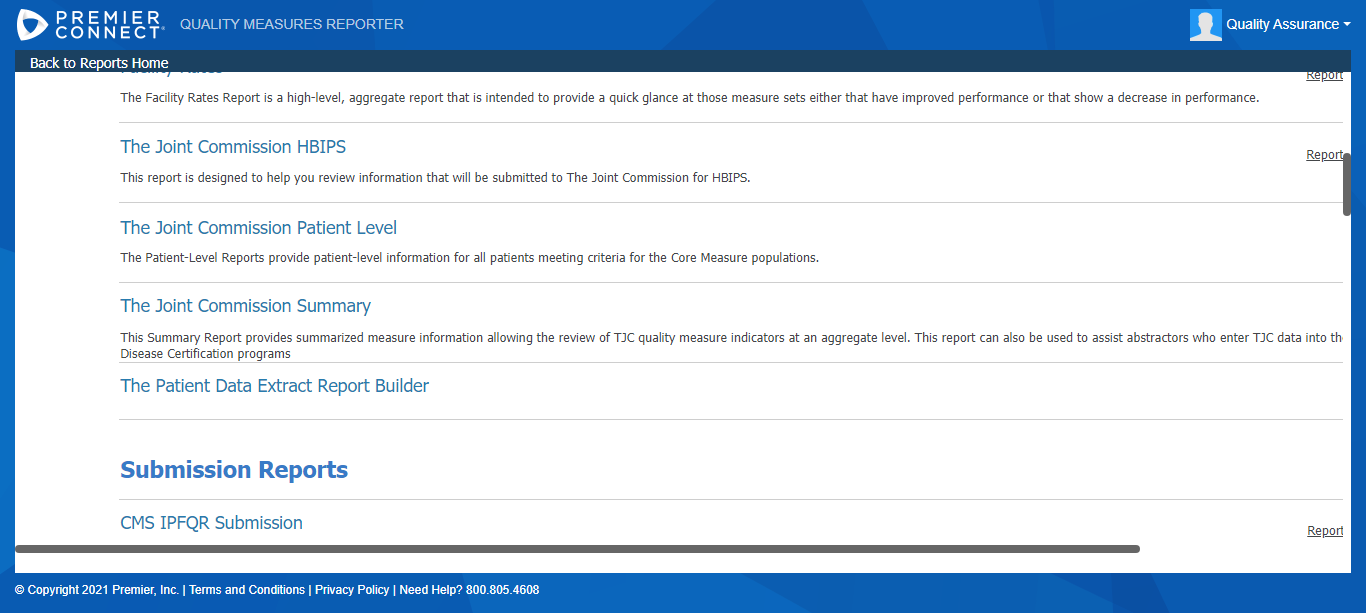 PREMIER
CONNECT
QUALITY MEASURES REPORTER
Quality Assurance
Back to Reports Home
Facility Rates
Report
The Facility Rates Report is a high-level, aggregate report that is intended to provide a quick glance at those measure sets either that have improved performance or that show a decrease in performance.
The Joint Commission HBIPS
Report
This report is designed to help you review information that will be submitted to The Joint Commission for HBIPS.
The Joint Commission Patient Level
The Patient-Level Reports provide patient-level information for all patients meeting criteria for the Core Measure populations.
The Joint Commission Summary
This Summary Report provides summarized measure information allowing the review of TJC quality measure indicators at an aggregate level. This report can also be used to assist abstractors who enter TJC data into th
Disease Certification programs
The Patient Data Extract Report Builder
Submission Reports
CMS IPFQR Submission
Report
© Copyright 2021 Premier, Inc. | Terms and Conditions | Privacy Policy | Need Help? 800.805.4608